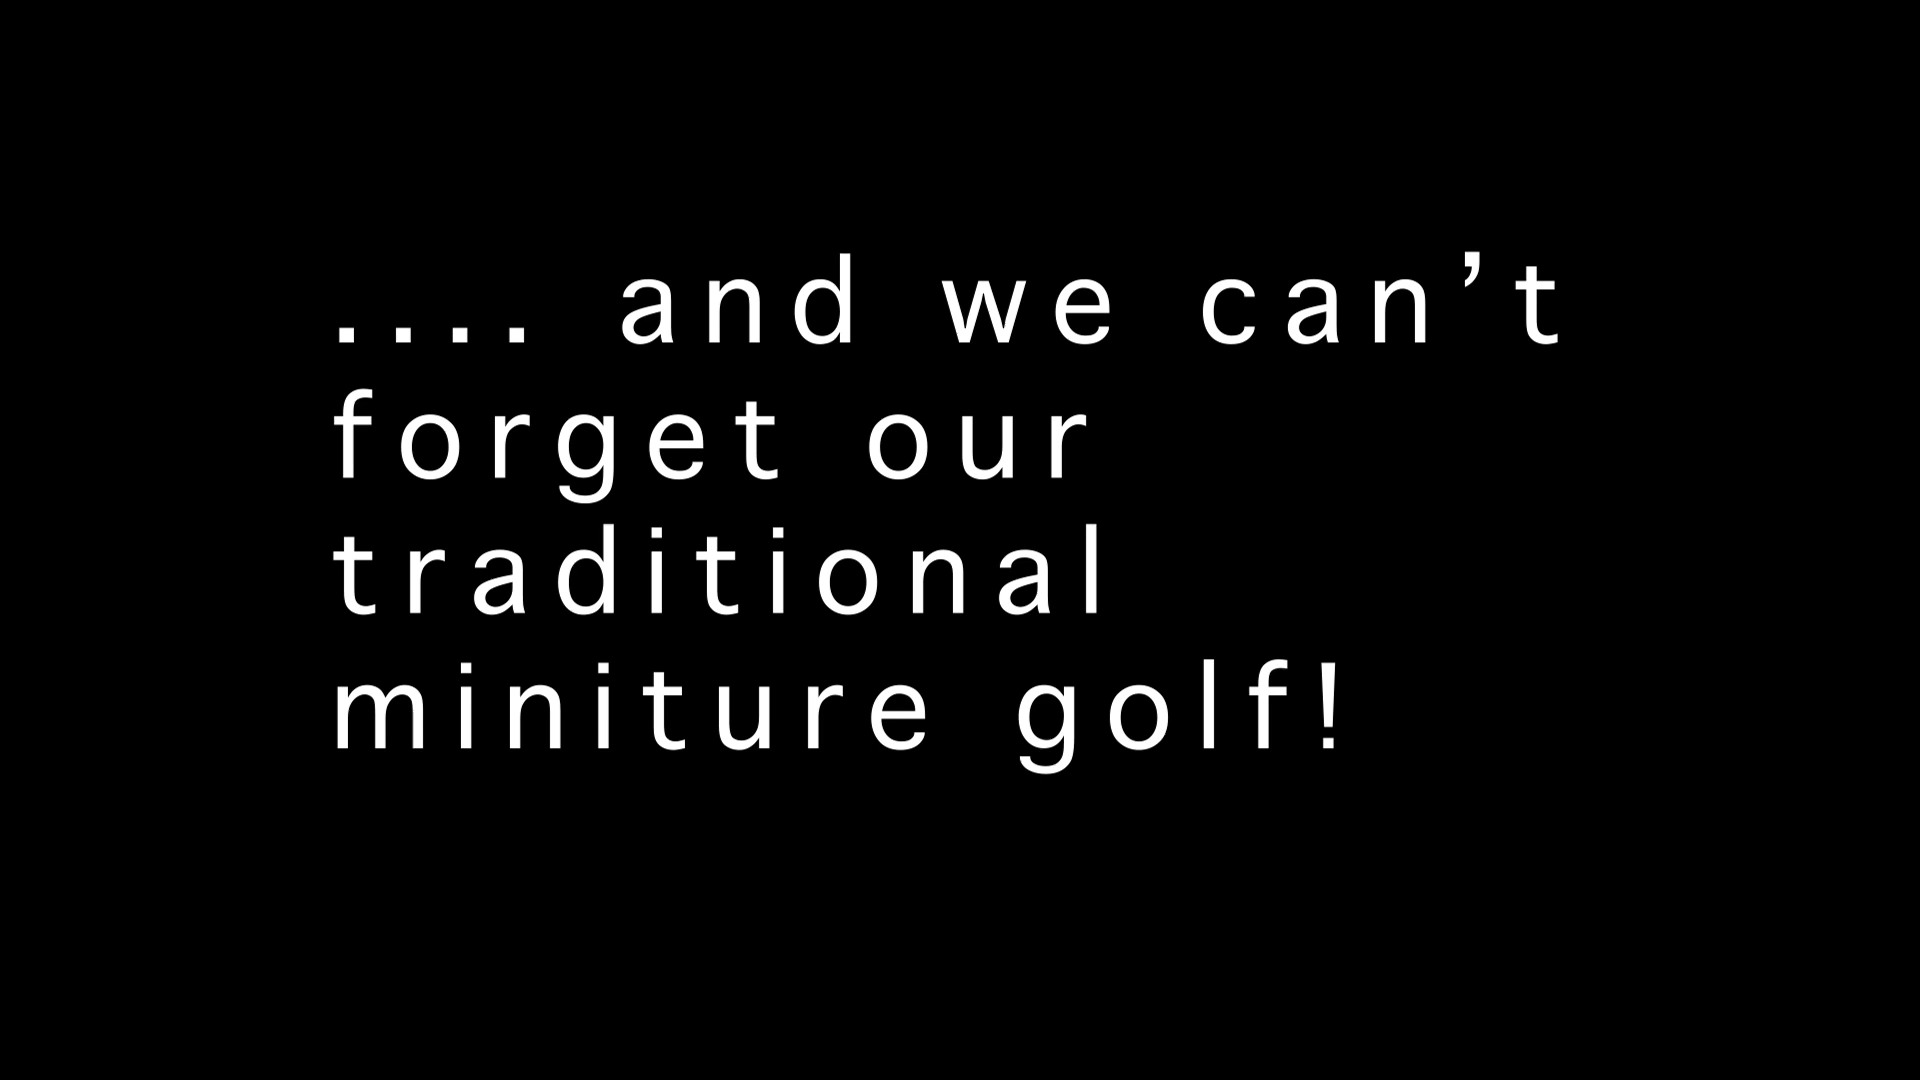 .... and we can’t
forget our
traditional
miniture golf!